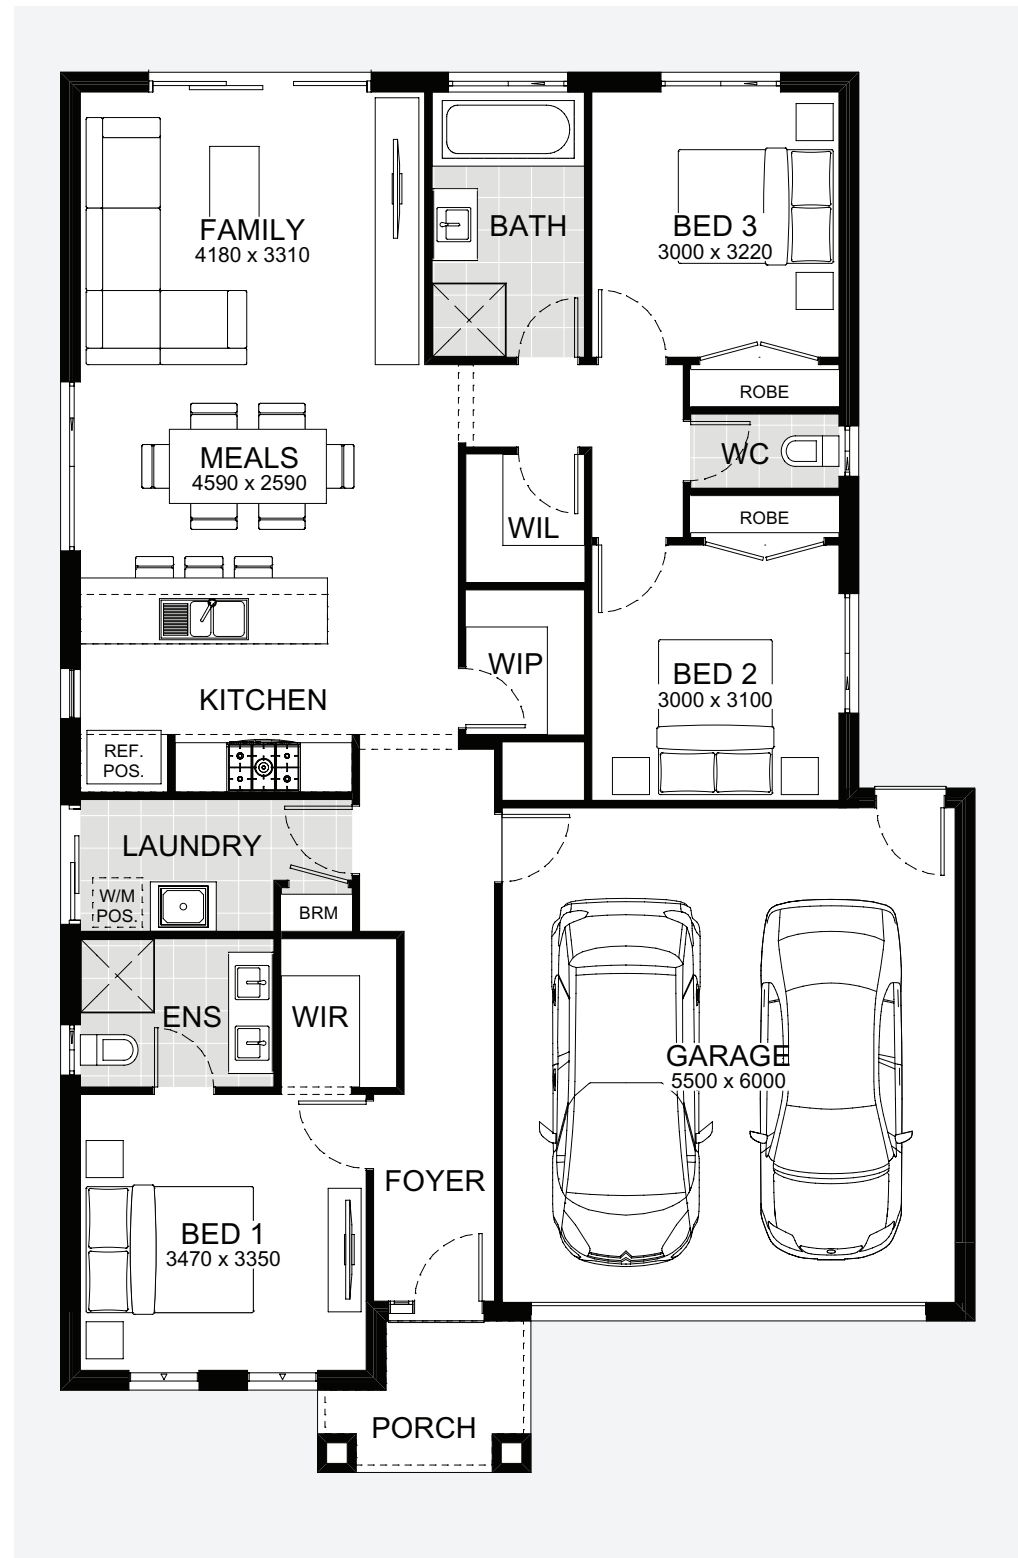 FAMILY
4180 x 3310
BATH
BED 3
3000 x 3220
ROBE
MEALS
4590 x 2590
WC
WIL
ROBE
WIP
BED 2
3000 x 3100
KITCHEN
REF.
POS.
LAUNDRY
W/M
POS.
BRM
ENS
WIR
GARAGE
5500 x 6000
FOYER
BED 1
3470 x 3350
PORCH